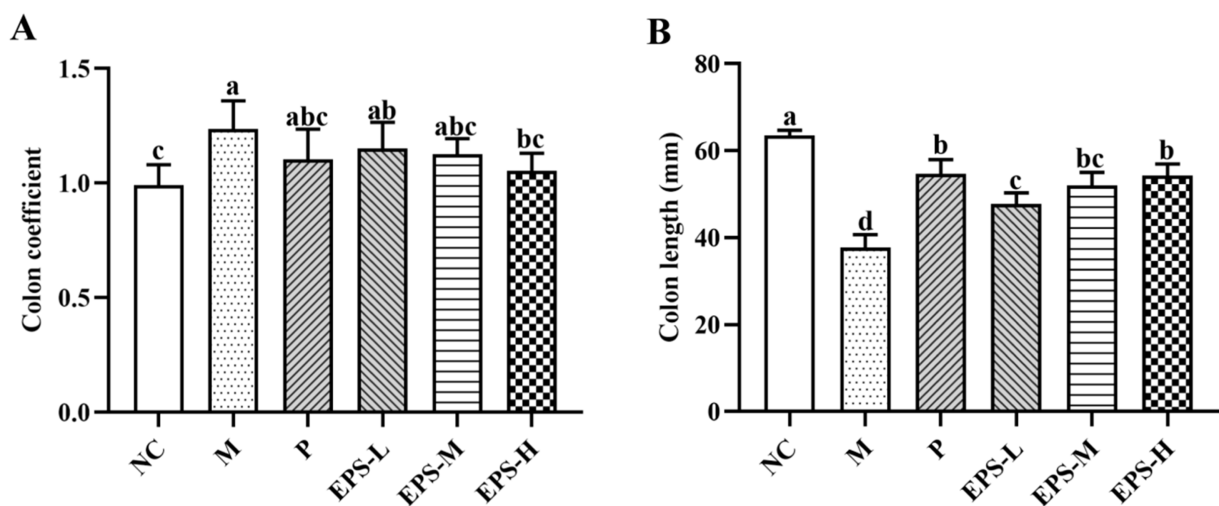 A
Colon coefficient
1.5
1.0
0.5
0.0
c
a
abc
ab
abc
bc
NC
M
P
EPS-L
EPS-M
EPS-H
B
Colon length (mm)
80
60
40
20
0
a
d
b
c
bc
b
NC
M
P
EPS-L
EPS-M
EPS-H